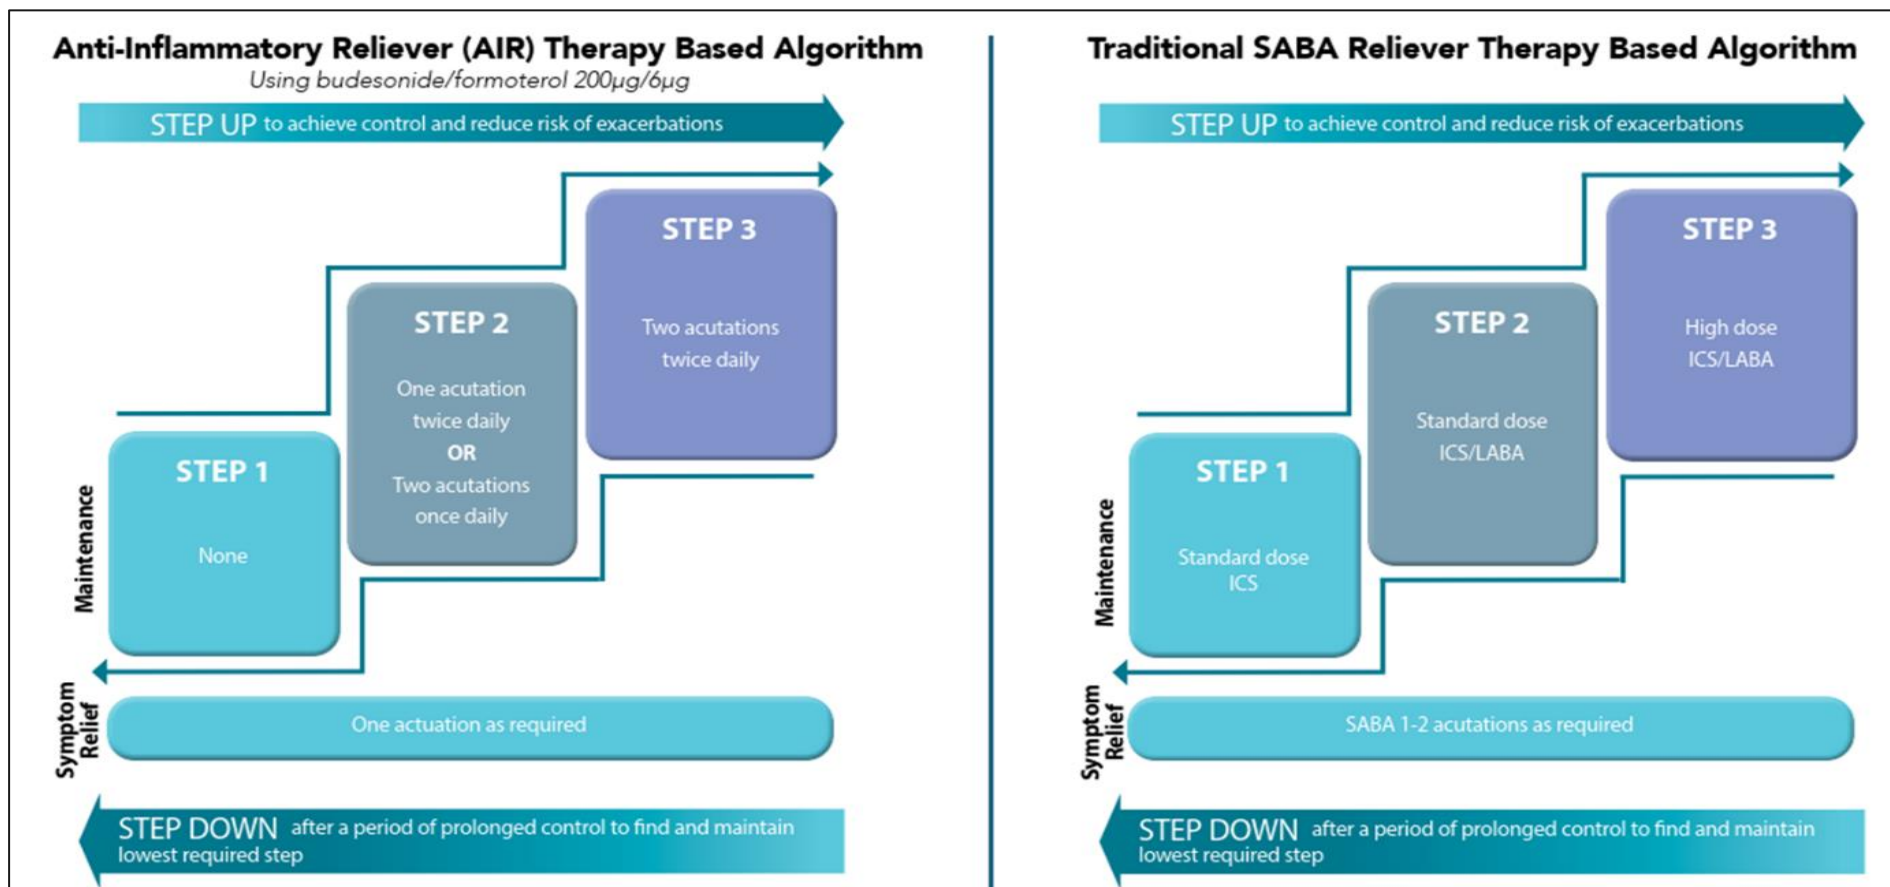 Anti-Inflammatory Reliever (AIR) Therapy Based Algorithm
Using budesonide/formoterol 200µg/6µg
STEP UP to achieve control and reduce risk of exacerbations
STEP 3
Two acutations
twice daily
STEP 2
One acutation
twice daily
OR
Two acutations
once daily
STEP 1
None
Maintenance
Symptom
Relief
One actuation as required
STEP DOWN after a period of prolonged control to find and maintain
lowest required step
Traditional SABA Reliever Therapy Based Algorithm
STEP UP to achieve control and reduce risk of exacerbations
STEP 3
High dose
ICS/LABA
STEP 2
Standard dose
ICS/LABA
STEP 1
Standard dose
ICS
Maintenance
Symptom
Relief
SABA 1-2 acutations as required
STEP DOWN after a period of prolonged control to find and maintain
lowest required step